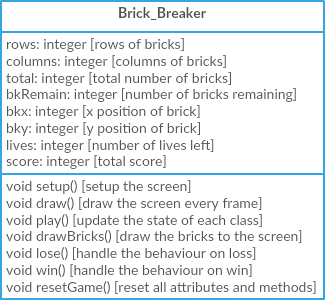 Brick_Breaker
rows: integer [rows of bricks]
columns: integer [columns of bricks]
total: integer [total number of bricks]
bkRemain: integer [number of bricks remaining]
bkx: integer [x position of brick]
bky: integer [y position of brick]
lives: integer [number of lives left]
score: integer [total score]
void setup() [setup the screen]
void draw() [draw the screen every frame]
void play() [update the state of each class]
void drawBricks() [draw the bricks to the screen]
void lose() [handle the behaviour on loss]
void win() [handle the behaviour on win]
void resetGame() [reset all attributes and methods]